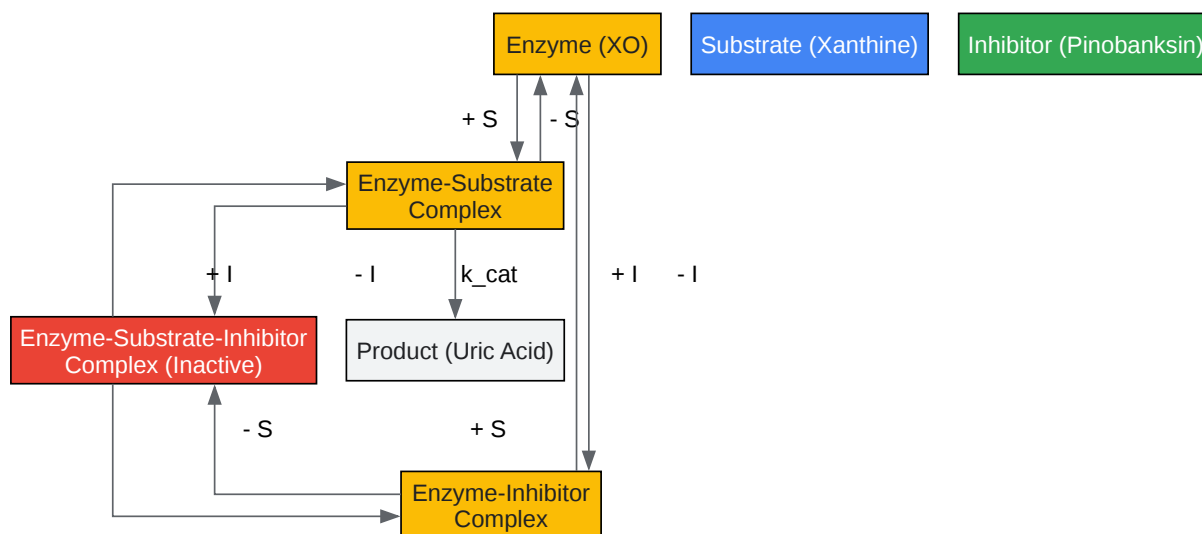 Enzyme (XO)
Substrate (Xanthine)
Inhibitor (Pinobanksin)
+ S
- S
Enzyme-Substrate
Complex
+ I
- I
k_cat
+ I
- I
Enzyme-Substrate-Inhibitor
Complex (Inactive)
Product (Uric Acid)
- S
+ S
Enzyme-Inhibitor
Complex